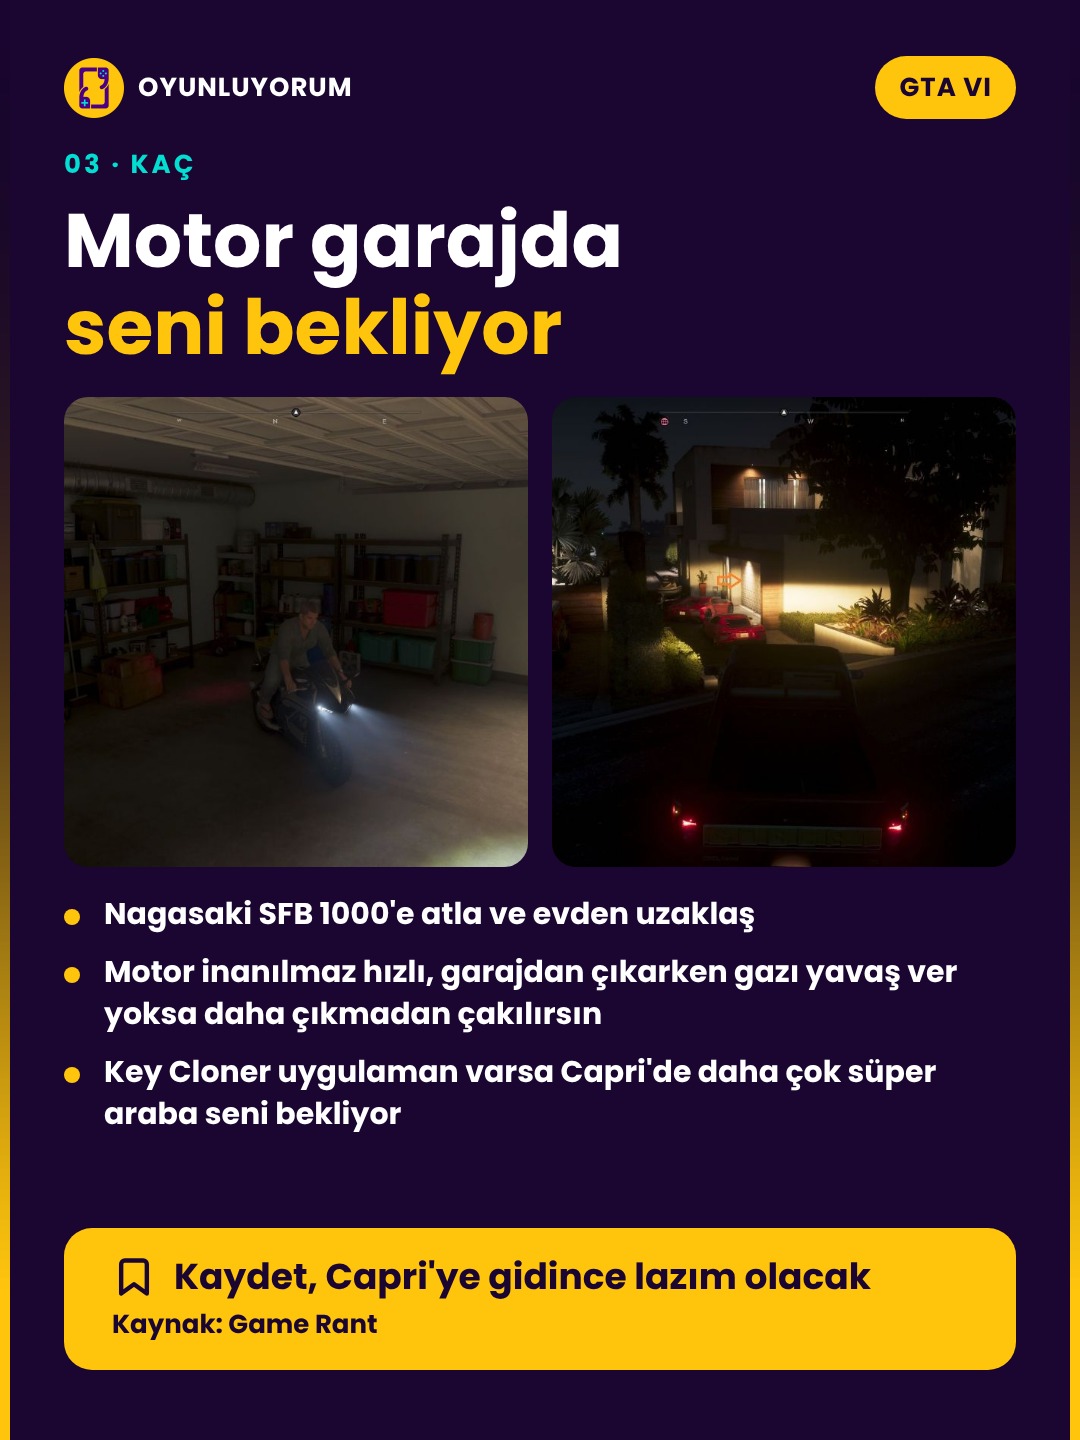 OYUNLUYORUM
GTA VI
03 · KAÇ
Motor garajda
seni bekliyor
N
E
S
W
Nagasaki SFB 1000'e atla ve evden uzaklaş
Motor inanılmaz hızlı, garajdan çıkarken gazı yavaş ver
yoksa daha çıkmadan çakılırsın
Key Cloner uygulaman varsa Capri'de daha çok süper
araba seni bekliyor
Kaydet, Capri'ye gidince lazım olacak
Kaynak: Game Rant